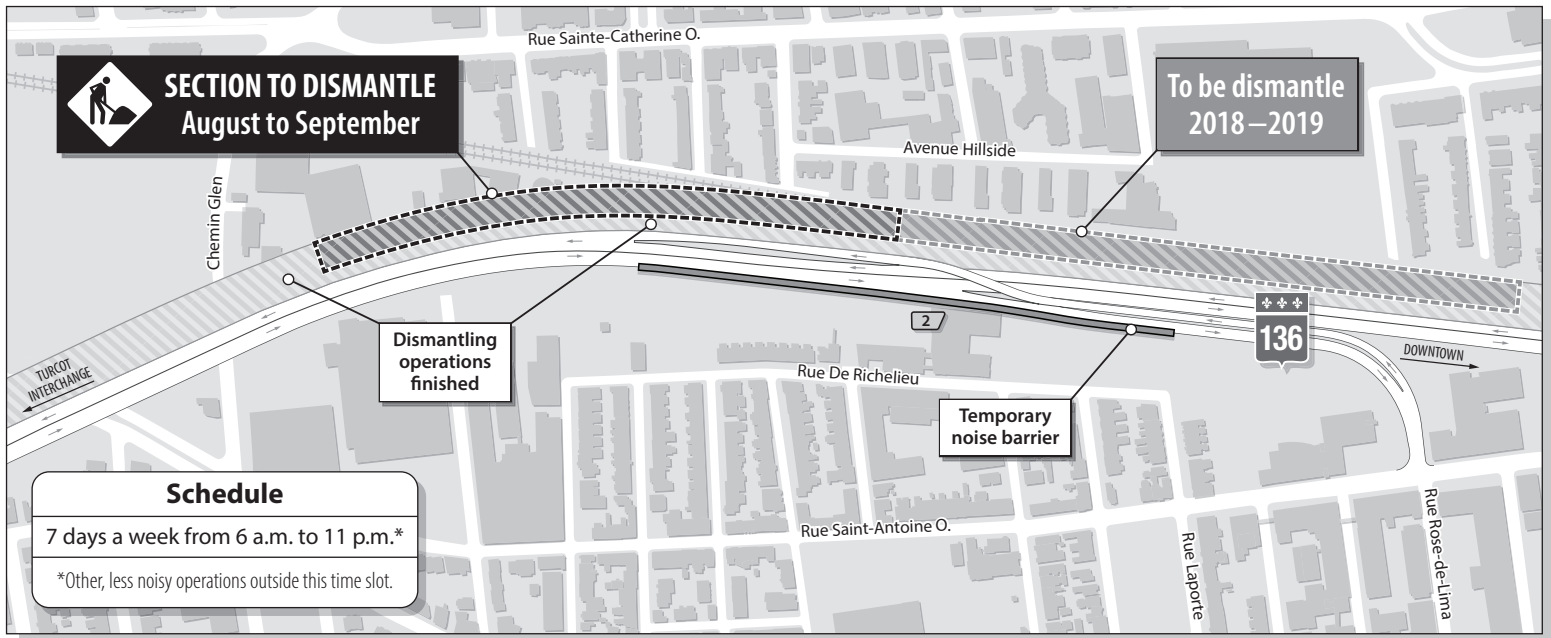 Rue Sainte-Catherine O.
SECTION TO DISMANTLE
August to September
To be dismantle
2018–2019
Avenue Hillside
Chemin Glen
2
136
DOWNTOWN
TURCOT
INTERCHANGE
Dismantling
operations
finished
Rue De Richelieu
Temporary
noise barrier
Schedule
7 days a week from 6 a.m. to 11 p.m.*
*Other, less noisy operations outside this time slot.
Rue Saint-Antoine O.
Rue Laporte
Rue Rose-de-Lima